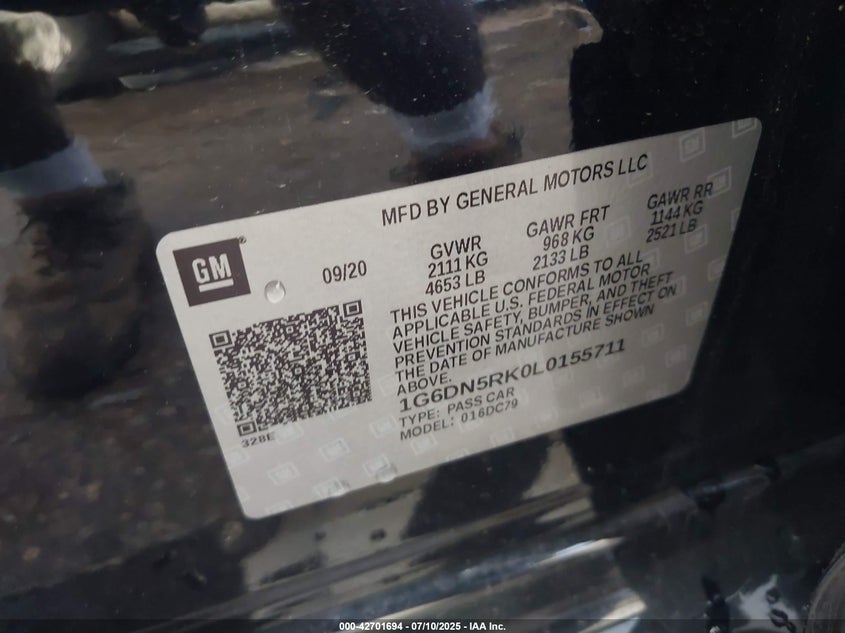 MFD BY GENERAL MOTORS LLC
GM®
09/20
GVWR
2111 KG
4653 LB
GAWR FRT
968 KG
2133 LB
GAWR RR
1144 KG
2521 LB
THIS VEHICLE CONFORMS TO ALL
APPLICABLE U.S. FEDERAL MOTOR
VEHICLE SAFETY, BUMPER, AND THEFT
PREVENTION STANDARDS IN EFFECT ON
THE DATE OF MANUFACTURE SHOWN
ABOVE.
1G6DN5RK0L0155711
TYPE: PASS CAR
MODEL: 016DC79
328E
000-42701694 - 07/10/2025 - IAA Inc.